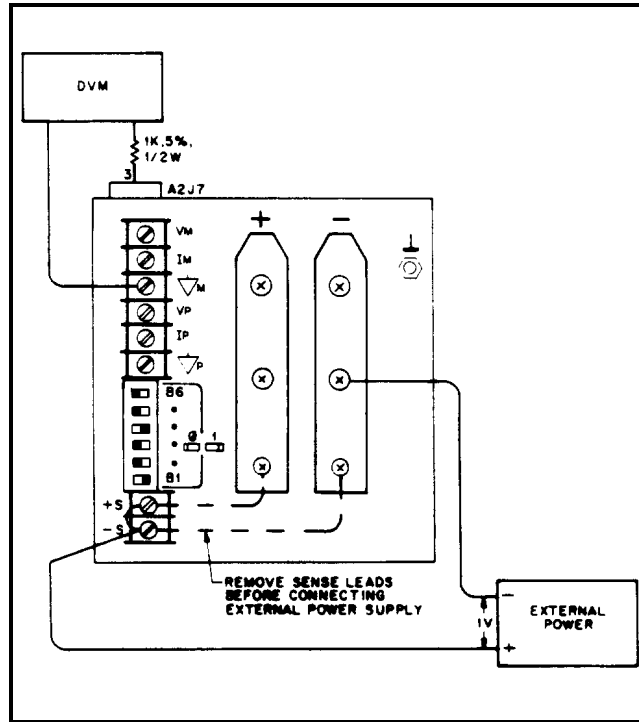 DVM
1K,5%,
1/2W
3
A2J7
+ -
VM
IM
M
VP
IP
P
B6
0 1
B1
+S
-S
REMOVE SENSE LEADS
BEFORE CONNECTING
EXTERNAL POWER SUPPLY
-
1V
+
EXTERNAL
POWER